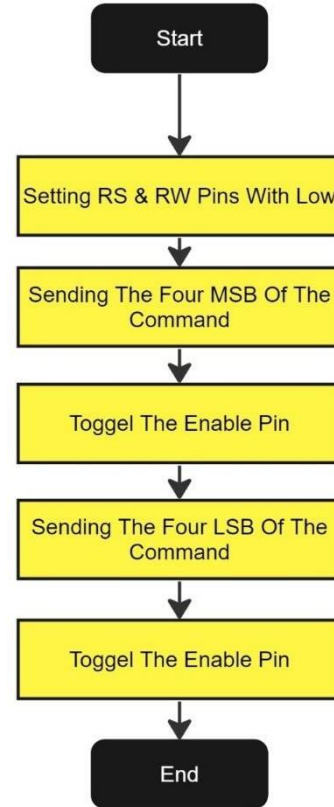 Start
Setting RS & RW Pins With Low
Sending The Four MSB Of The
Command
Toggel The Enable Pin
Sending The Four LSB Of The
Command
Toggel The Enable Pin
End